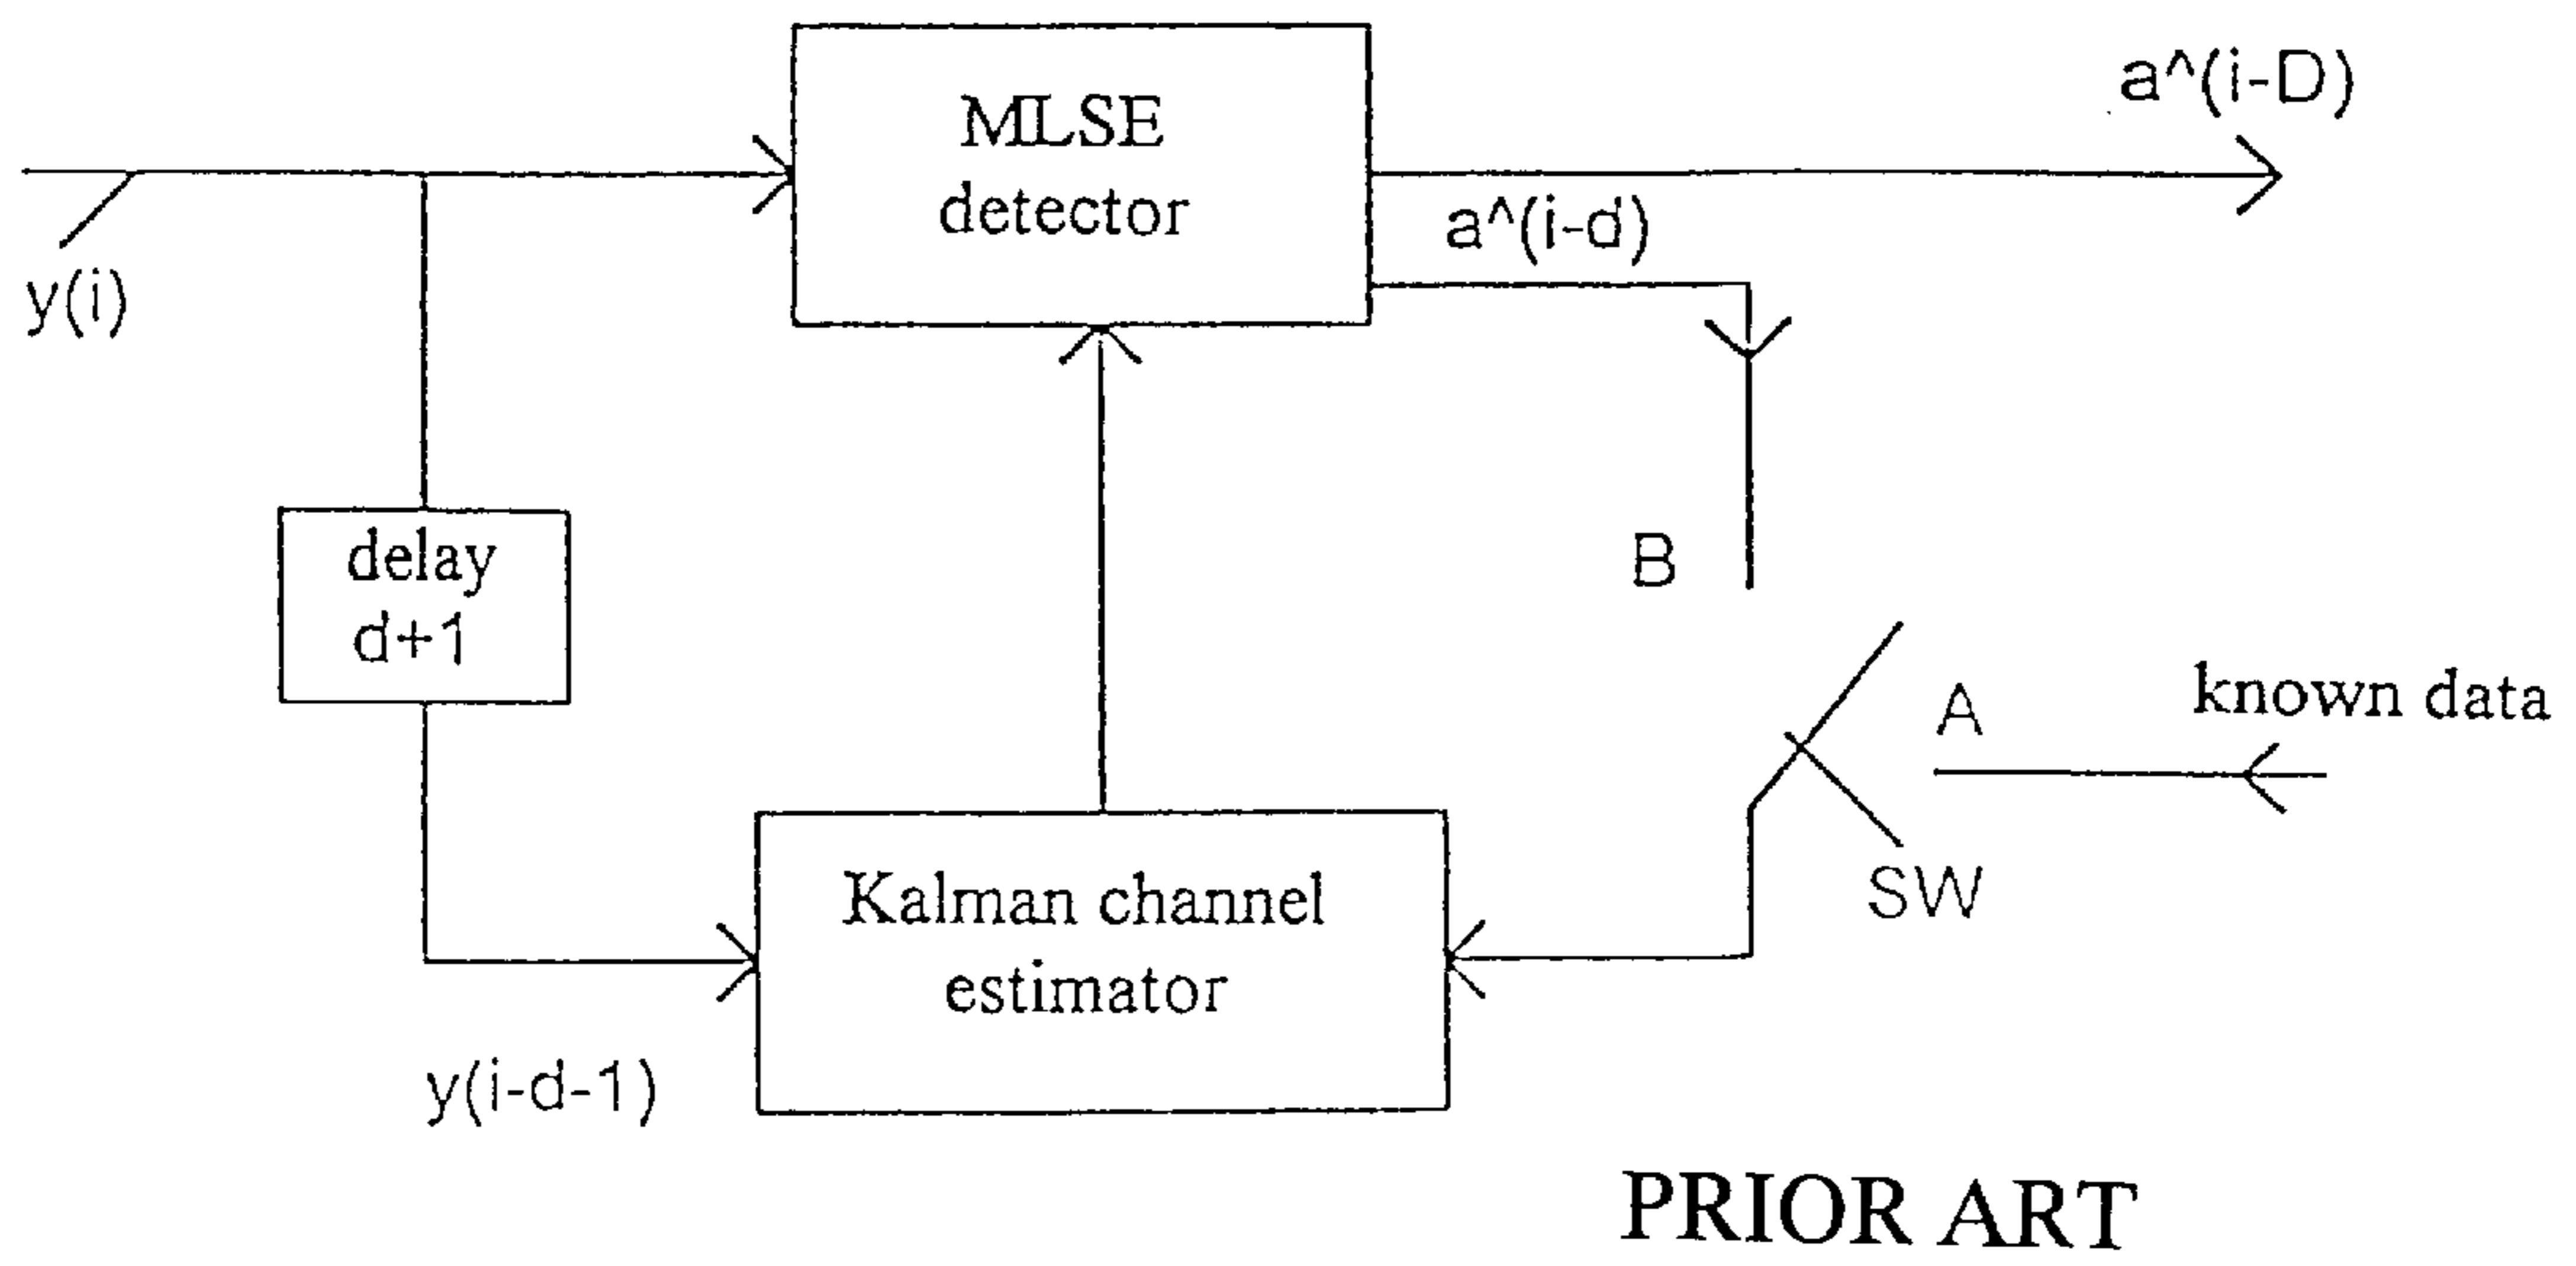 MLSE
detector
a^(i-D)
a^(i-d)
y(i)
delay
d+1
B
A
known data
SW
Kalman channel
estimator
y(i-d-1)
PRIOR ART